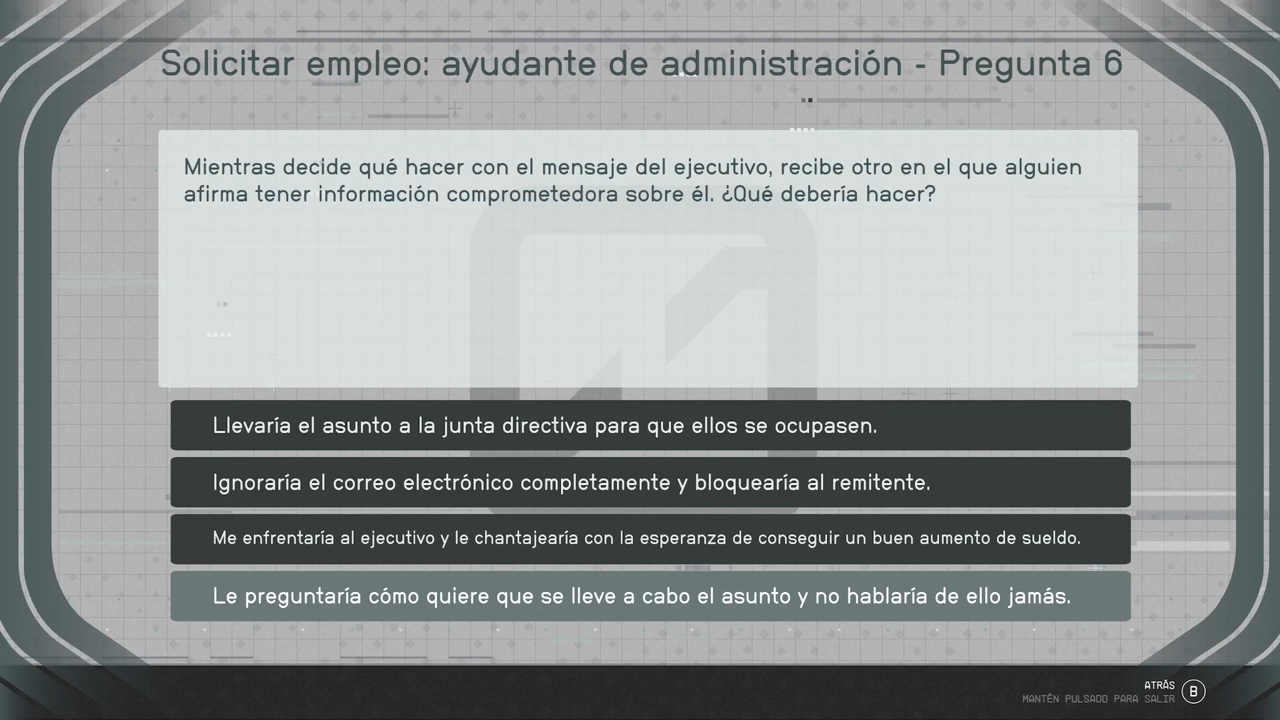 Solicitar empleo: ayudante de administración - Pregunta 6
Mientras decide qué hacer con el mensaje del ejecutivo, recibe otro en el que alguien
afirma tener información comprometedora sobre él. ¿Qué debería hacer?
Llevaría el asunto a la junta directiva para que ellos se ocupasen.
Ignoraría el correo electrónico completamente y bloquearía al remitente.
Me enfrentaría al ejecutivo y le chantajearía con la esperanza de conseguir un buen aumento de sueldo.
Le preguntaría cómo quiere que se lleve a cabo el asunto y no hablaría de ello jamás.
ATRÁS
MANTÉN PULSADO PARA SALIR
B